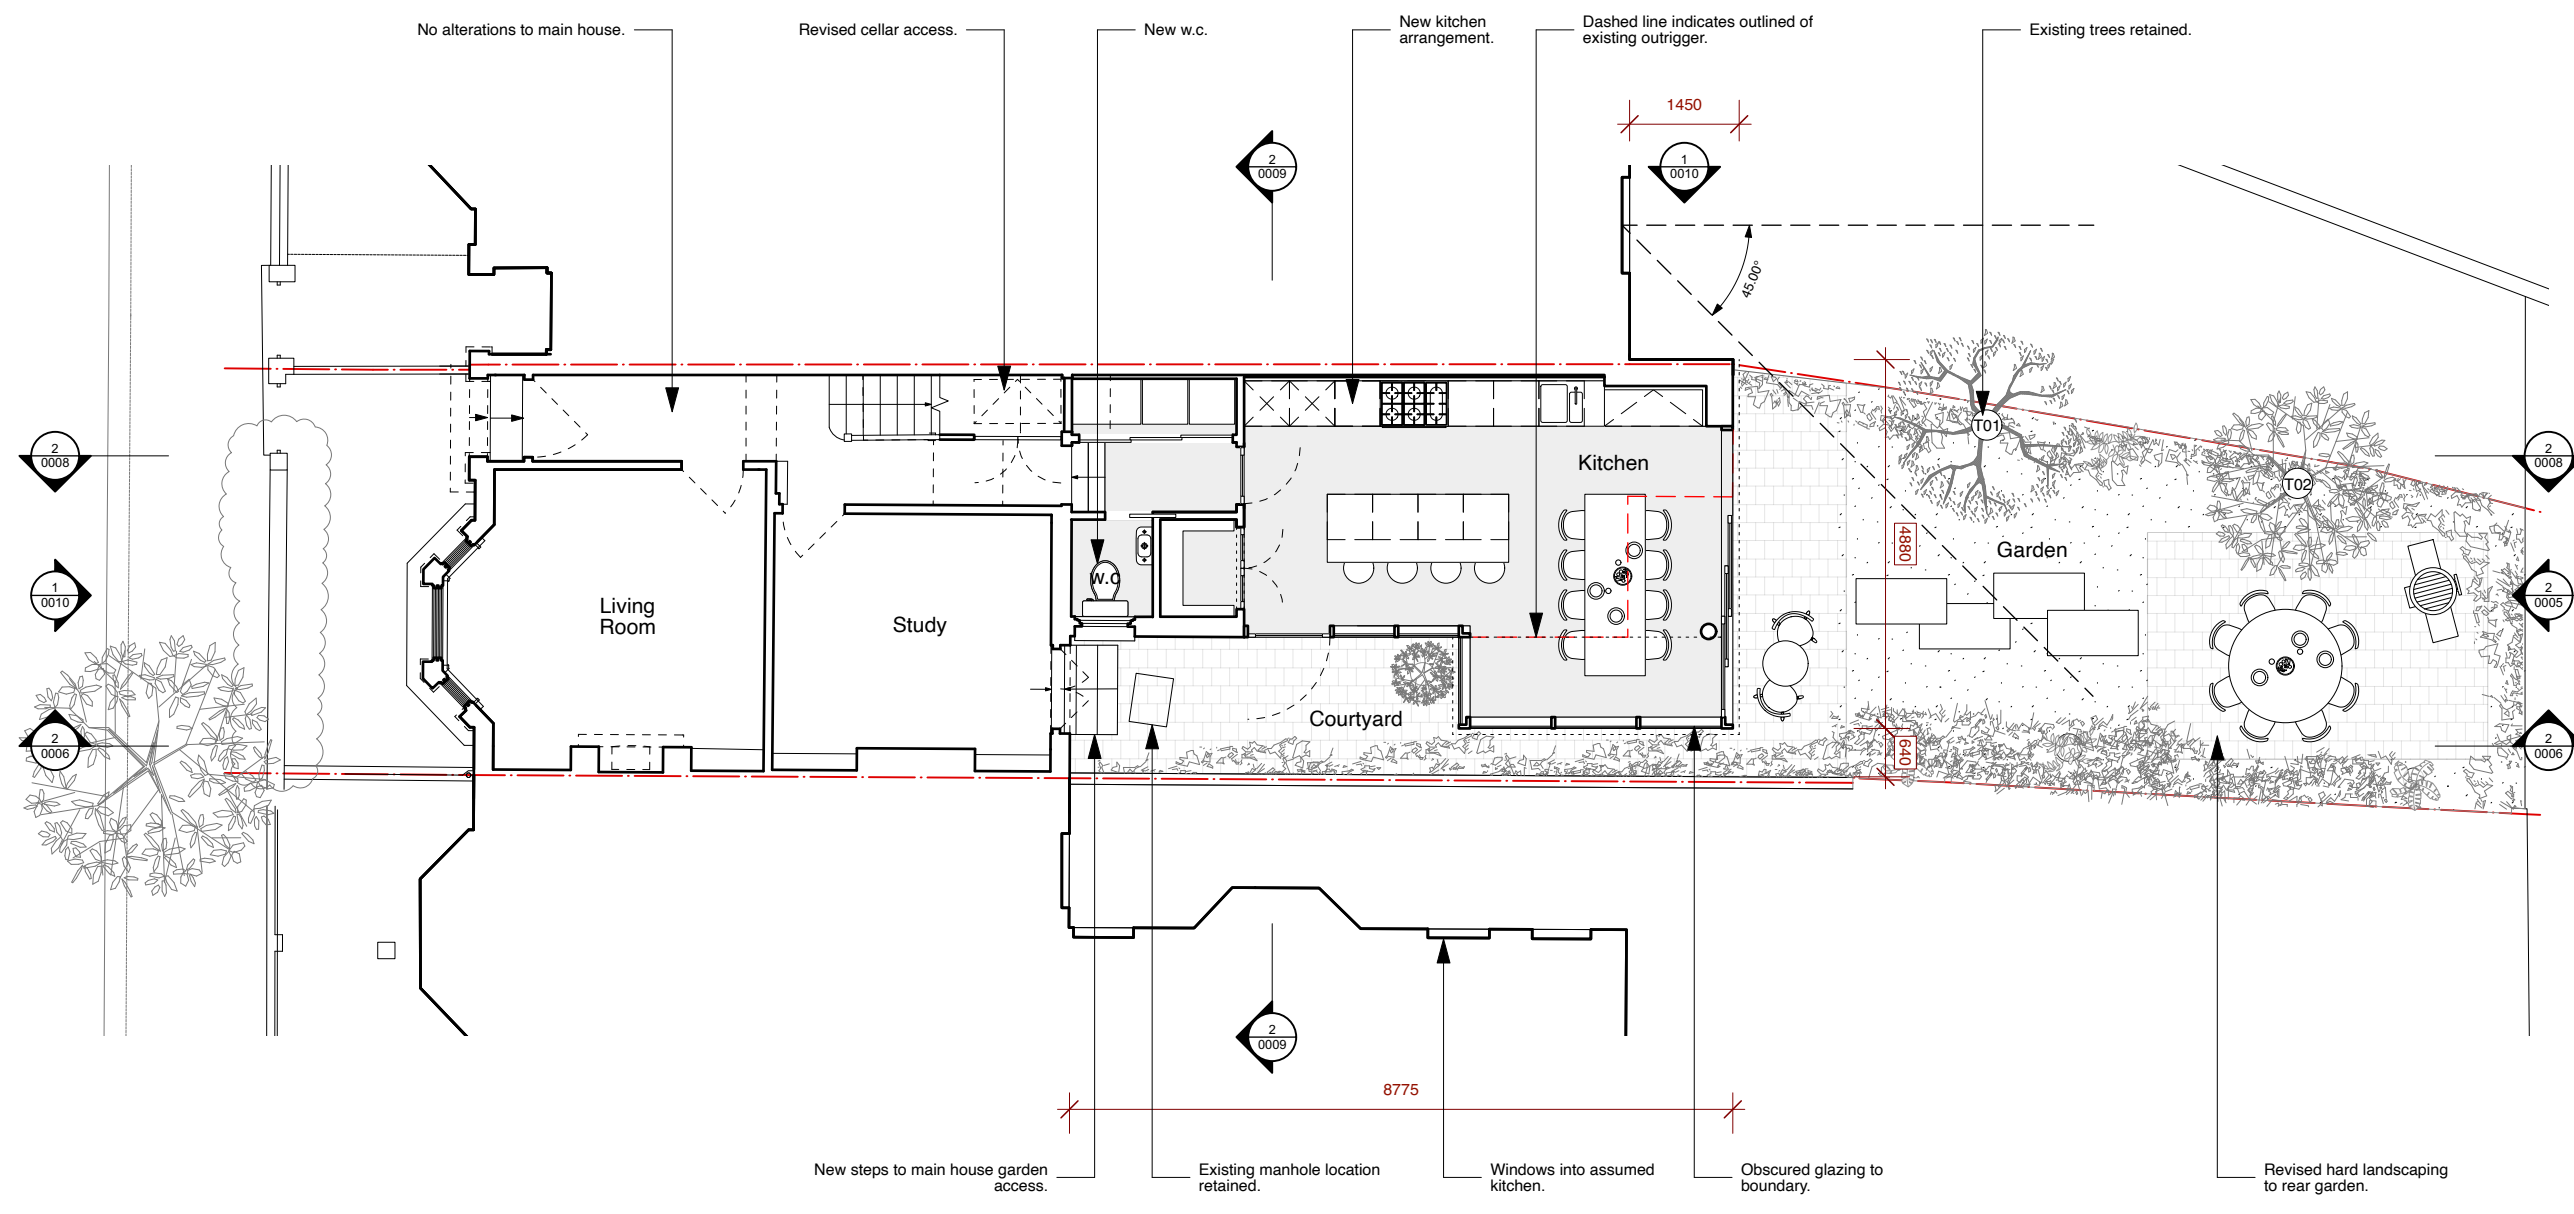 No alterations to main house.
Revised cellar access.
New w.c.
New kitchen
arrangement.
Dashed line indicates outlined of
existing outrigger.
Existing trees retained.
1450
2
0009
1
0010
45.00°
2
0008
Kitchen
T01
2
0008
T02
4880
Garden
w.c
1
0010
Living
Room
Study
2
0005
Courtyard
2
0006
640
2
0006
2
0009
8775
New steps to main house garden
access.
Existing manhole location
retained.
Windows into assumed
kitchen.
Obscured glazing to
boundary.
Revised hard landscaping
to rear garden.